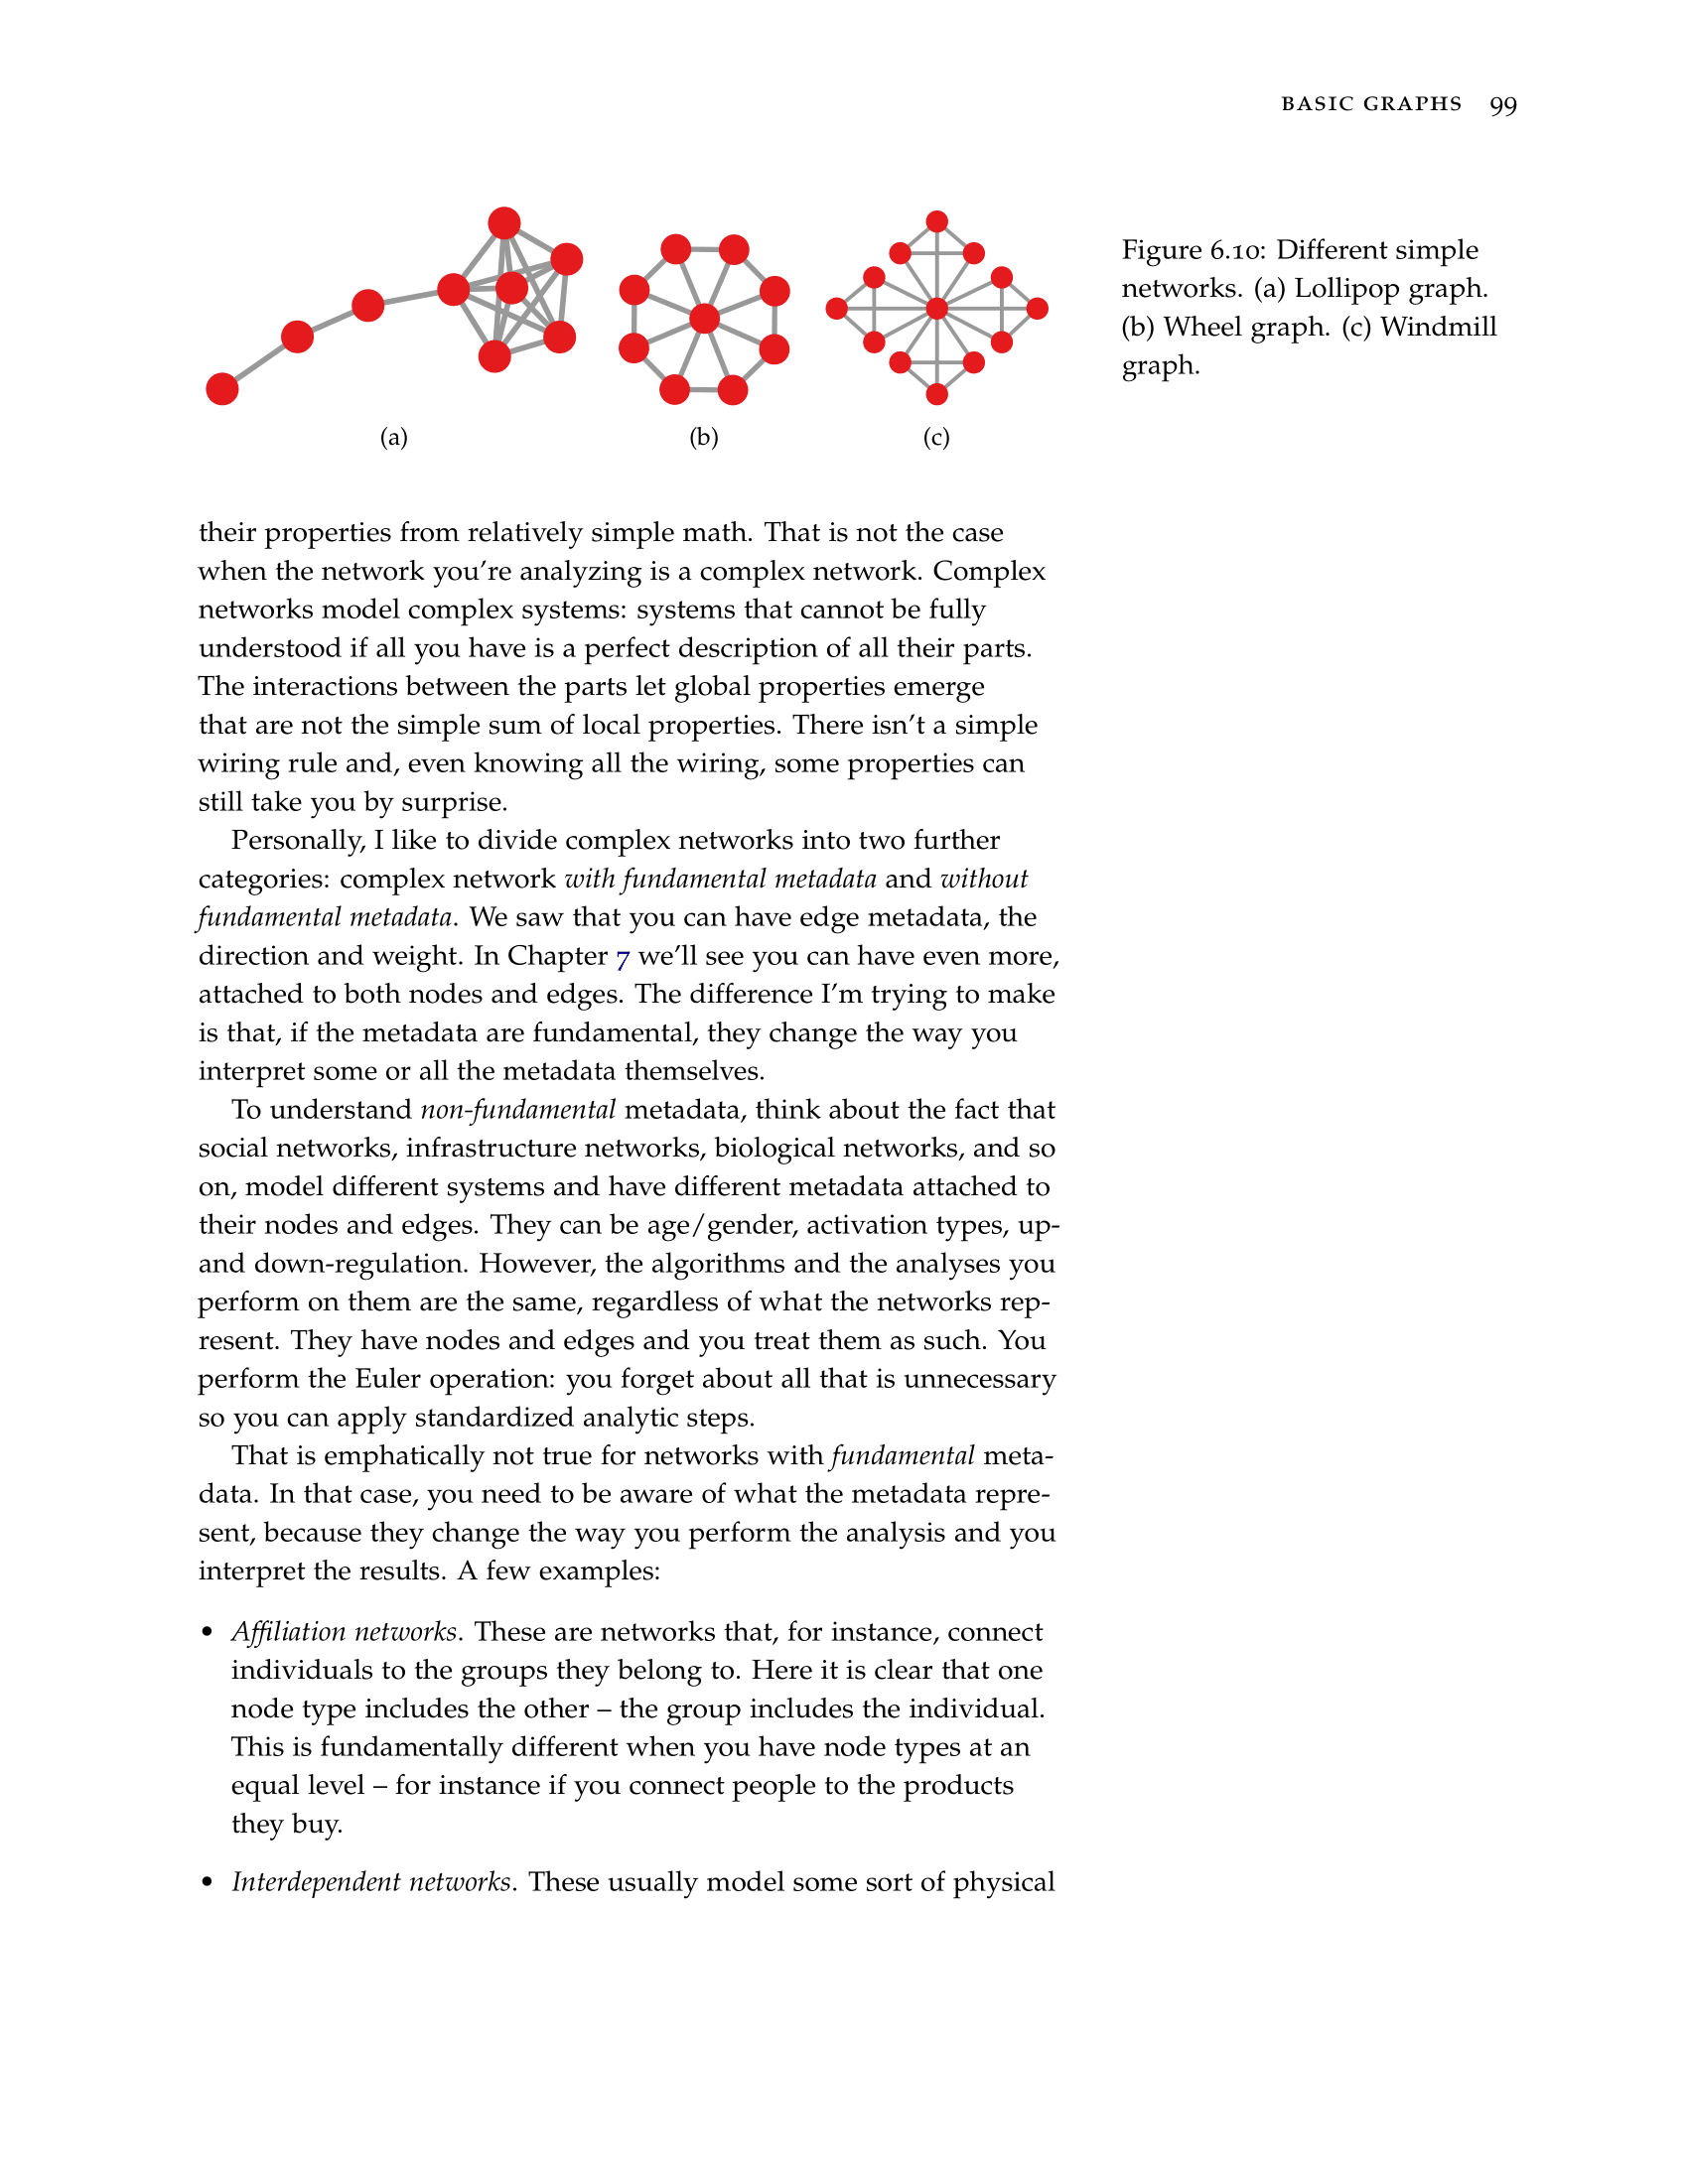 BASIC GRAPHS 99
(a)
(b)
(c)
Figure 6.10: Different simple
networks. (a) Lollipop graph.
(b) Wheel graph. (c) Windmill
graph.
their properties from relatively simple math. That is not the case
when the network you're analyzing is a complex network. Complex
networks model complex systems: systems that cannot be fully
understood if all you have is a perfect description of all their parts.
The interactions between the parts let global properties emerge
that are not the simple sum of local properties. There isn't a simple
wiring rule and, even knowing all the wiring, some properties can
still take you by surprise.
Personally, I like to divide complex networks into two further
categories: complex network with fundamental metadata and without
fundamental metadata. We saw that you can have edge metadata, the
direction and weight. In Chapter 7 we'll see you can have even more,
attached to both nodes and edges. The difference I'm trying to make
is that, if the metadata are fundamental, they change the way you
interpret some or all the metadata themselves.
To understand non-fundamental metadata, think about the fact that
social networks, infrastructure networks, biological networks, and so
on, model different systems and have different metadata attached to
their nodes and edges. They can be age/gender, activation types, up-
and down-regulation. However, the algorithms and the analyses you
perform on them are the same, regardless of what the networks rep-
resent. They have nodes and edges and you treat them as such. You
perform the Euler operation: you forget about all that is unnecessary
so you can apply standardized analytic steps.
That is emphatically not true for networks with fundamental meta-
data. In that case, you need to be aware of what the metadata repre-
sent, because they change the way you perform the analysis and you
interpret the results. A few examples:
• Affiliation networks. These are networks that, for instance, connect
individuals to the groups they belong to. Here it is clear that one
node type includes the other – the group includes the individual.
This is fundamentally different when you have node types at an
equal level – for instance if you connect people to the products
they buy.
• Interdependent networks. These usually model some sort of physical